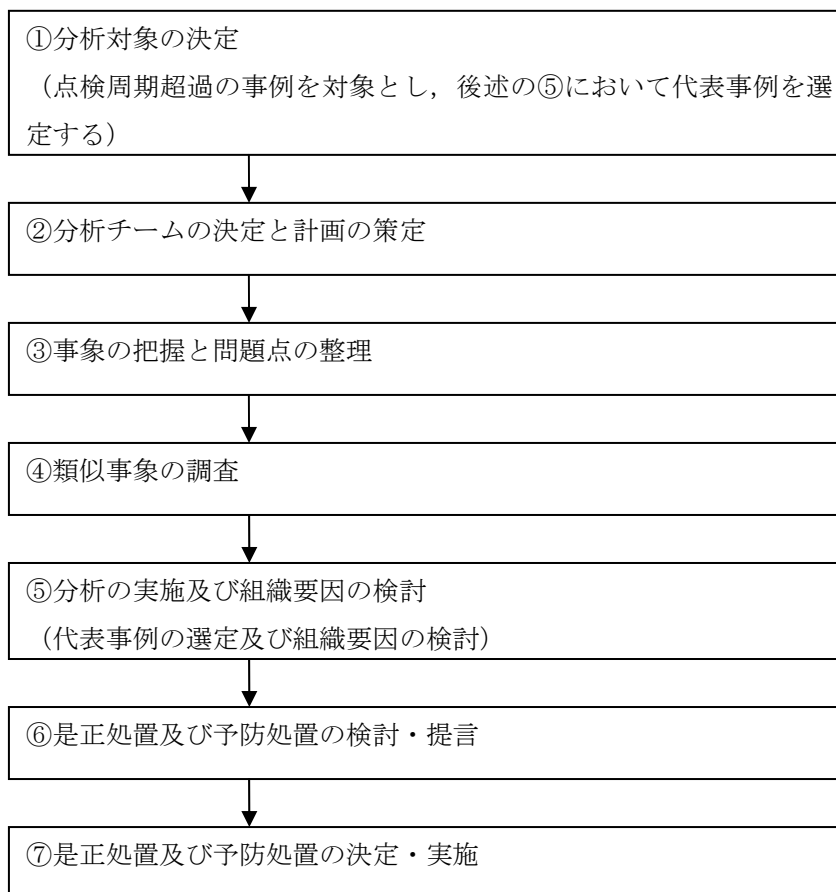 ①分析対象の決定
（点検周期超過の事例を対象とし，後述の⑤において代表事例を選
定する）
②分析チームの決定と計画の策定
③事象の把握と問題点の整理
④類似事象の調査
⑤分析の実施及び組織要因の検討
（代表事例の選定及び組織要因の検討）
⑥是正処置及び予防処置の検討・提言
⑦是正処置及び予防処置の決定・実施